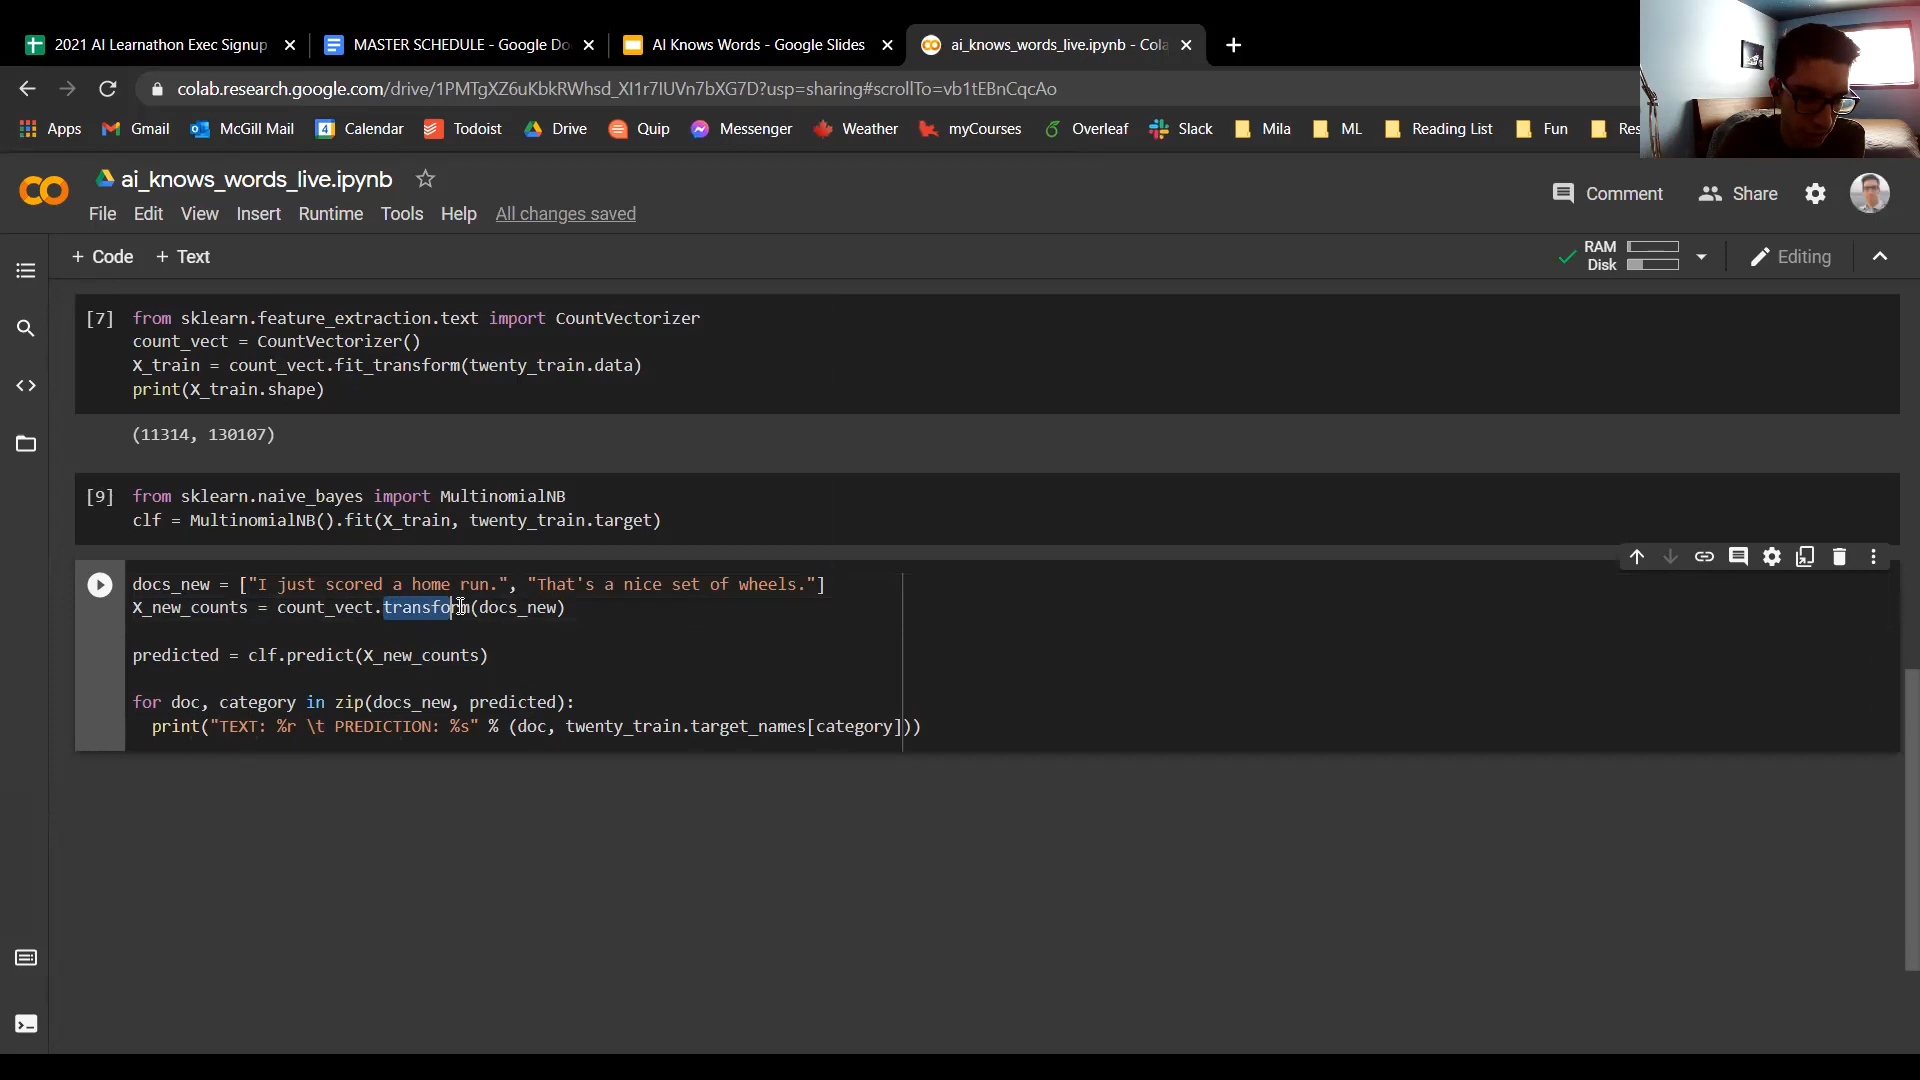 2021 AI Learnathon Exec Signup
MASTER SCHEDULE - Google Do
AI Knows Words - Google Slides
ai_knows_words_live.ipynb - Cola
colab.research.google.com/drive/1PMTgXZ6uKbkRWhsd_XI1r7IUVn7bXG7D?usp=sharing#scrollTo=vb1tEBnCqcAo
Apps
Gmail
McGill Mail
Calendar
Todoist
Drive
Quip
Messenger
Weather
myCourses
Overleaf
Slack
Mila
ML
Reading List
Fun
Res
ai_knows_words_live.ipynb
Comment
Share
File Edit View Insert Runtime Tools Help All changes saved
+ Code + Text
RAM
Disk
Editing
[7] from sklearn.feature_extraction.text import CountVectorizer
count_vect = CountVectorizer()
X_train = count_vect.fit_transform(twenty_train.data)
print(X_train.shape)
(11314, 130107)
[9] from sklearn.naive_bayes import MultinomialNB
clf = MultinomialNB().fit(X_train, twenty_train.target)
docs_new = ["I just scored a home run.", "That's a nice set of wheels."]
X_new_counts = count_vect.transform(docs_new)
predicted = clf.predict(X_new_counts)
for doc, category in zip(docs_new, predicted):
print("TEXT: %r \t PREDICTION: %s" % (doc, twenty_train.target_names[category]))